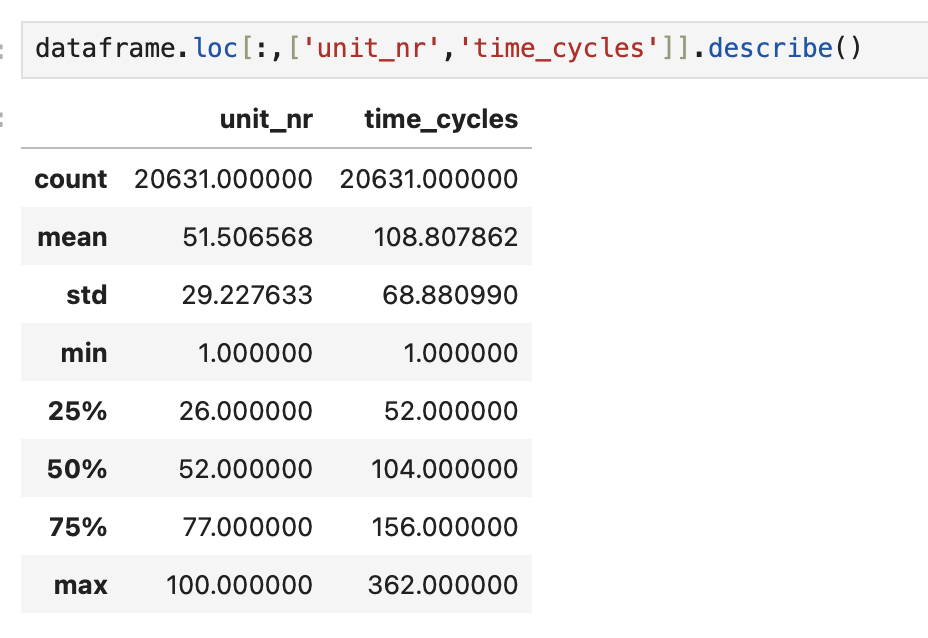 dataframe.loc[:,['unit_nr','time_cycles']].describe()
unit_nr time_cycles
count 20631.000000 20631.000000
mean 51.506568 108.807862
std 29.227633 68.880990
min 1.000000 1.000000
25% 26.000000 52.000000
50% 52.000000 104.000000
75% 77.000000 156.000000
max 100.000000 362.000000